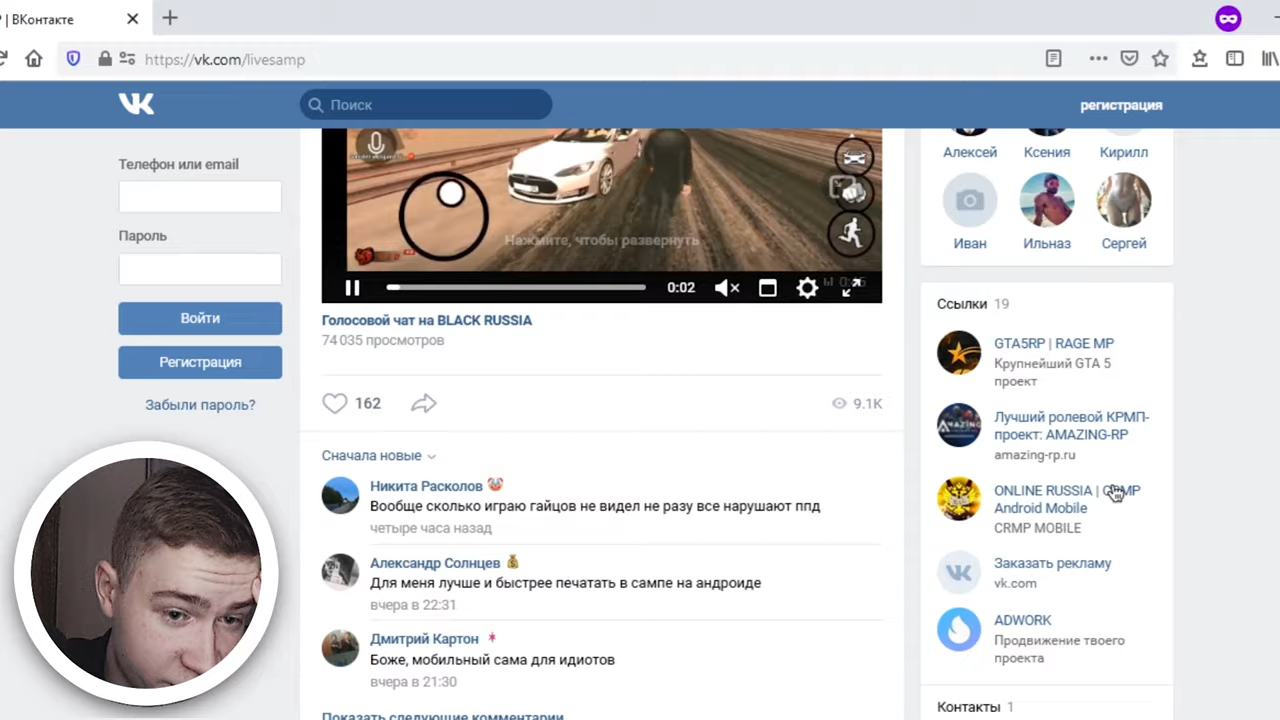 | ВКонтакте
https://vk.com/livesamp
Поиск
регистрация
Телефон или email
Пароль
Войти
Регистрация
Забыли пароль?
Нажмите, чтобы развернуть
0:02
Голосовой чат на BLACK RUSSIA
74 035 просмотров
162
9.1K
Сначала новые
Никита Расколов
Вообще сколько играю гайцов не видел не разу все нарушают ппд
четыре часа назад
Александр Солнцев
Для меня лучше и быстрее печатать в сампе на андроиде
вчера в 22:31
Дмитрий Картон
Боже, мобильный сама для идиотов
вчера в 21:30
Показать следующие комментарии
Алексей
Ксения
Кирилл
Иван
Ильназ
Сергей
Ссылки 19
GTA5RP | RAGE MP
Крупнейший GTA 5
проект
Лучший ролевой КРМП-
проект: AMAZING-RP
amazing-rp.ru
ONLINE RUSSIA | CRMP
Android Mobile
CRMP MOBILE
Заказать рекламу
vk.com
ADWORK
Продвижение твоего
проекта
Контакты 1